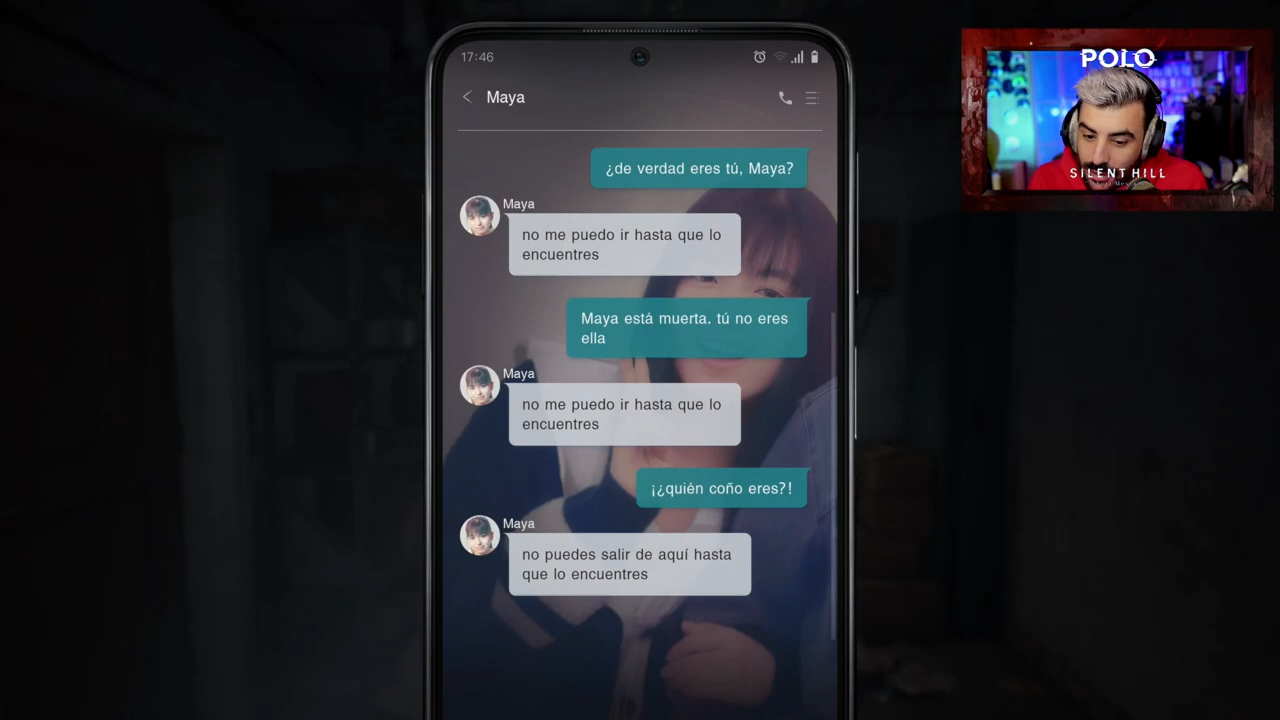 17:46
Maya
¿de verdad eres tú, Maya?
Maya
no me puedo ir hasta que lo
encuentres
Maya está muerta. tú no eres
ella
Maya
no me puedo ir hasta que lo
encuentres
¡¿quién coño eres?!
Maya
no puedes salir de aquí hasta
que lo encuentres
POLO
SILENT HILL